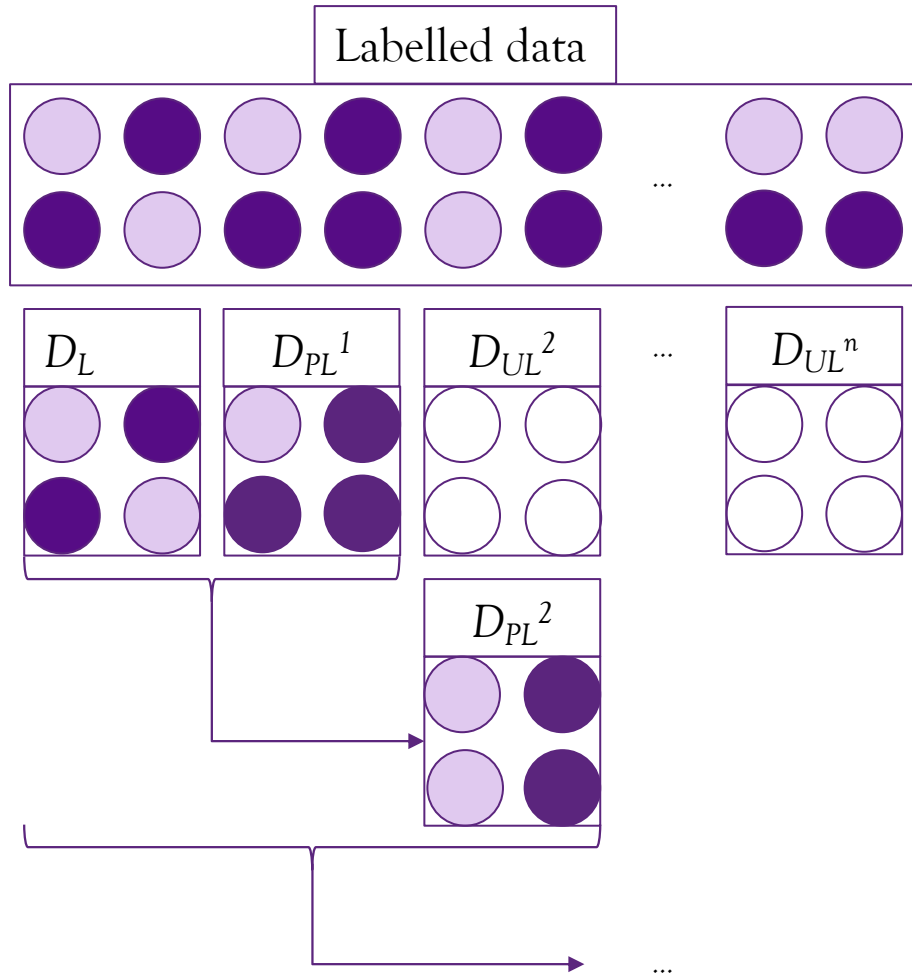 Labelled data
...
D_L D_PL^1 D_UL^2 ... D_UL^n
D_PL^2
...